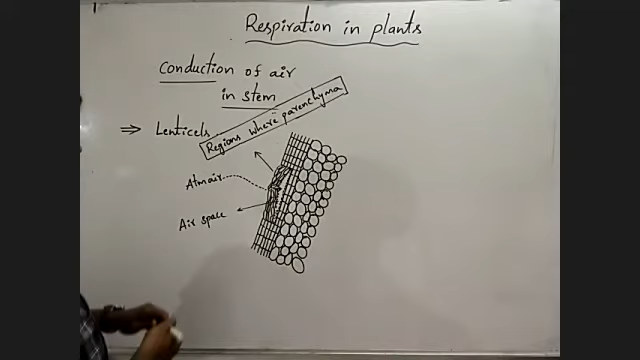 Respiration in plants
Conduction of air
in stem
⇒ Lenticels
Regions where parenchyma
Atm air
Air space